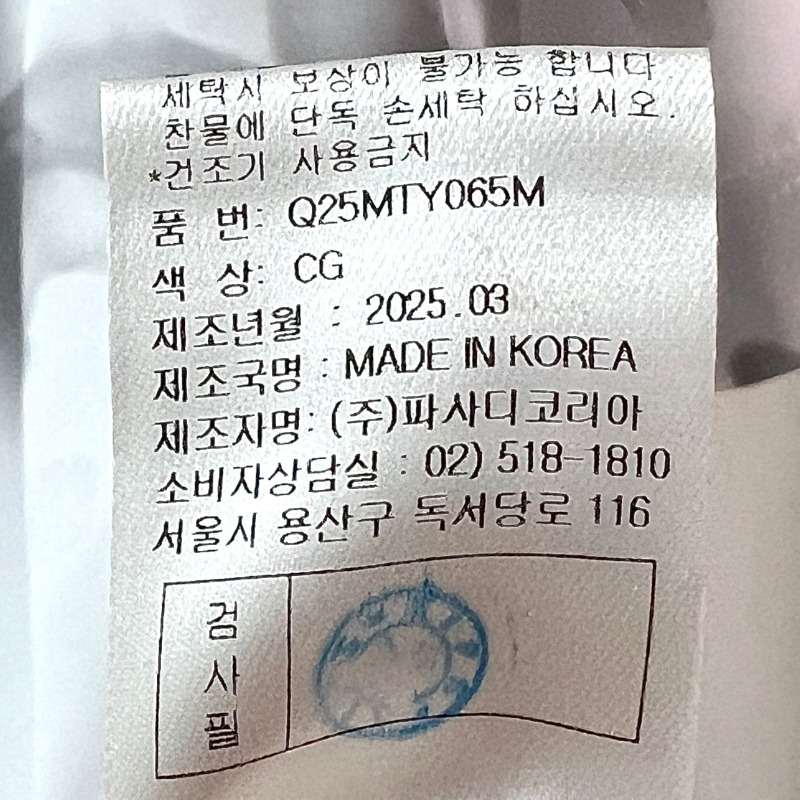 세탁시 보상이 불가능 합니다
찬물에 단독 손세탁 하십시오.
*건조기 사용금지
품 번: Q25MTY065M
색 상: CG
제조년월 : 2025.03
제조국명 : MADE IN KOREA
제조자명: (주)파사디코리아
소비자상담실 : 02) 518-1810
서울시 용산구 독서당로 116
검
사
필